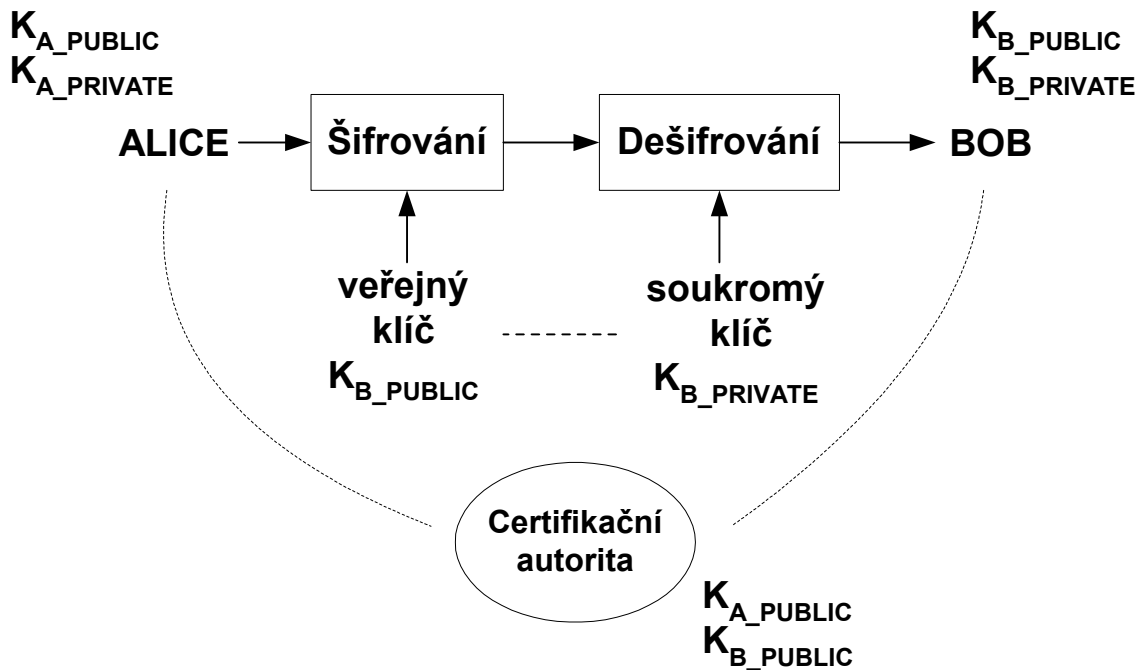 K_A_PUBLIC
K_A_PRIVATE
K_B_PUBLIC
K_B_PRIVATE
ALICE
Šifrování
Dešifrování
BOB
veřejný
klíč
K_B_PUBLIC
soukromý
klíč
K_B_PRIVATE
Certifikační
autorita
K_A_PUBLIC
K_B_PUBLIC